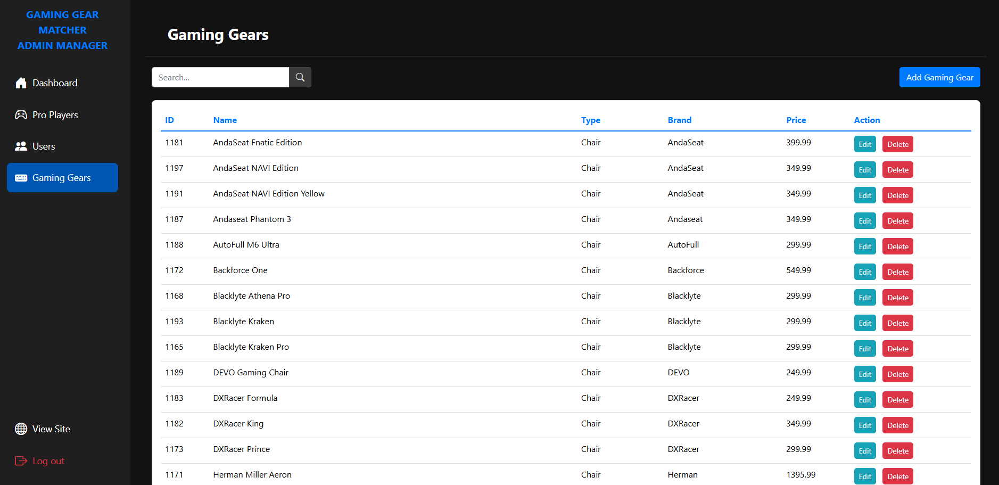 GAMING GEAR
MATCHER
ADMIN MANAGER
Dashboard
Pro Players
Users
Gaming Gears
View Site
Log out
Gaming Gears
Search...
Add Gaming Gear
ID Name Type Brand Price Action
1181 AndaSeat Fnatic Edition Chair AndaSeat 399.99 Edit Delete
1197 AndaSeat NAVI Edition Chair AndaSeat 349.99 Edit Delete
1191 AndaSeat NAVI Edition Yellow Chair AndaSeat 349.99 Edit Delete
1187 Andaseat Phantom 3 Chair Andaseat 349.99 Edit Delete
1188 AutoFull M6 Ultra Chair AutoFull 299.99 Edit Delete
1172 Backforce One Chair Backforce 549.99 Edit Delete
1168 Blacklyte Athena Pro Chair Blacklyte 299.99 Edit Delete
1193 Blacklyte Kraken Chair Blacklyte 299.99 Edit Delete
1165 Blacklyte Kraken Pro Chair Blacklyte 299.99 Edit Delete
1189 DEVO Gaming Chair Chair DEVO 249.99 Edit Delete
1183 DXRacer Formula Chair DXRacer 249.99 Edit Delete
1182 DXRacer King Chair DXRacer 349.99 Edit Delete
1173 DXRacer Prince Chair DXRacer 299.99 Edit Delete
1171 Herman Miller Aeron Chair Herman 1395.99 Edit Delete